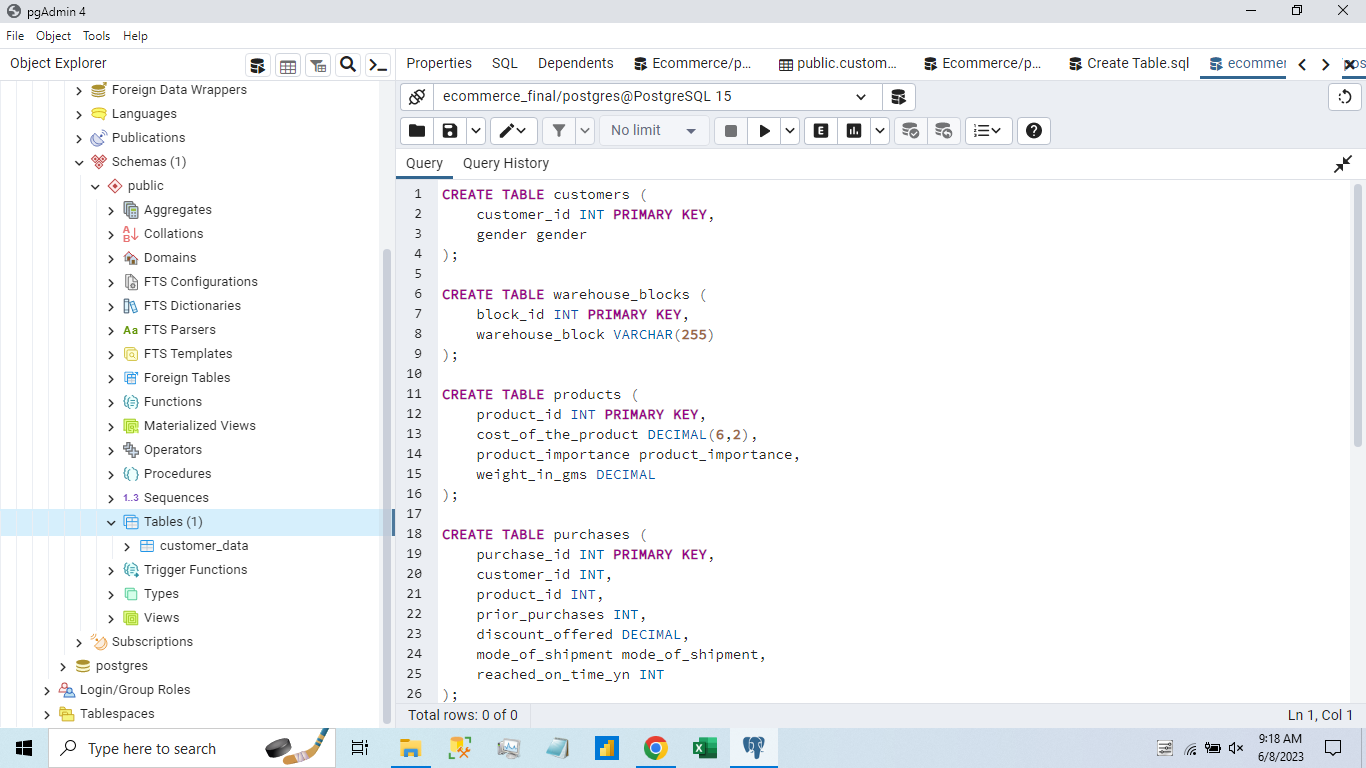 pgAdmin 4
File Object Tools Help
Object Explorer
Foreign Data Wrappers
Languages
Publications
Schemas (1)
public
Aggregates
Collations
Domains
FTS Configurations
FTS Dictionaries
Aa FTS Parsers
FTS Templates
Foreign Tables
Functions
Materialized Views
Operators
Procedures
1..3 Sequences
Tables (1)
customer_data
Trigger Functions
Types
Views
Subscriptions
postgres
Login/Group Roles
Tablespaces
Properties SQL Dependents Ecommerce/p... public.custom... Ecommerce/p... Create Table.sql ecommer
ecommerce_final/postgres@PostgreSQL 15
No limit E
Query Query History
1 CREATE TABLE customers (
2 customer_id INT PRIMARY KEY,
3 gender gender
4 );
5
6 CREATE TABLE warehouse_blocks (
7 block_id INT PRIMARY KEY,
8 warehouse_block VARCHAR(255)
9 );
10
11 CREATE TABLE products (
12 product_id INT PRIMARY KEY,
13 cost_of_the_product DECIMAL(6,2),
14 product_importance product_importance,
15 weight_in_gms DECIMAL
16 );
17
18 CREATE TABLE purchases (
19 purchase_id INT PRIMARY KEY,
20 customer_id INT,
21 product_id INT,
22 prior_purchases INT,
23 discount_offered DECIMAL,
24 mode_of_shipment mode_of_shipment,
25 reached_on_time_yn INT
26 );
Total rows: 0 of 0 Ln 1, Col 1
Type here to search
9:18 AM
6/8/2023